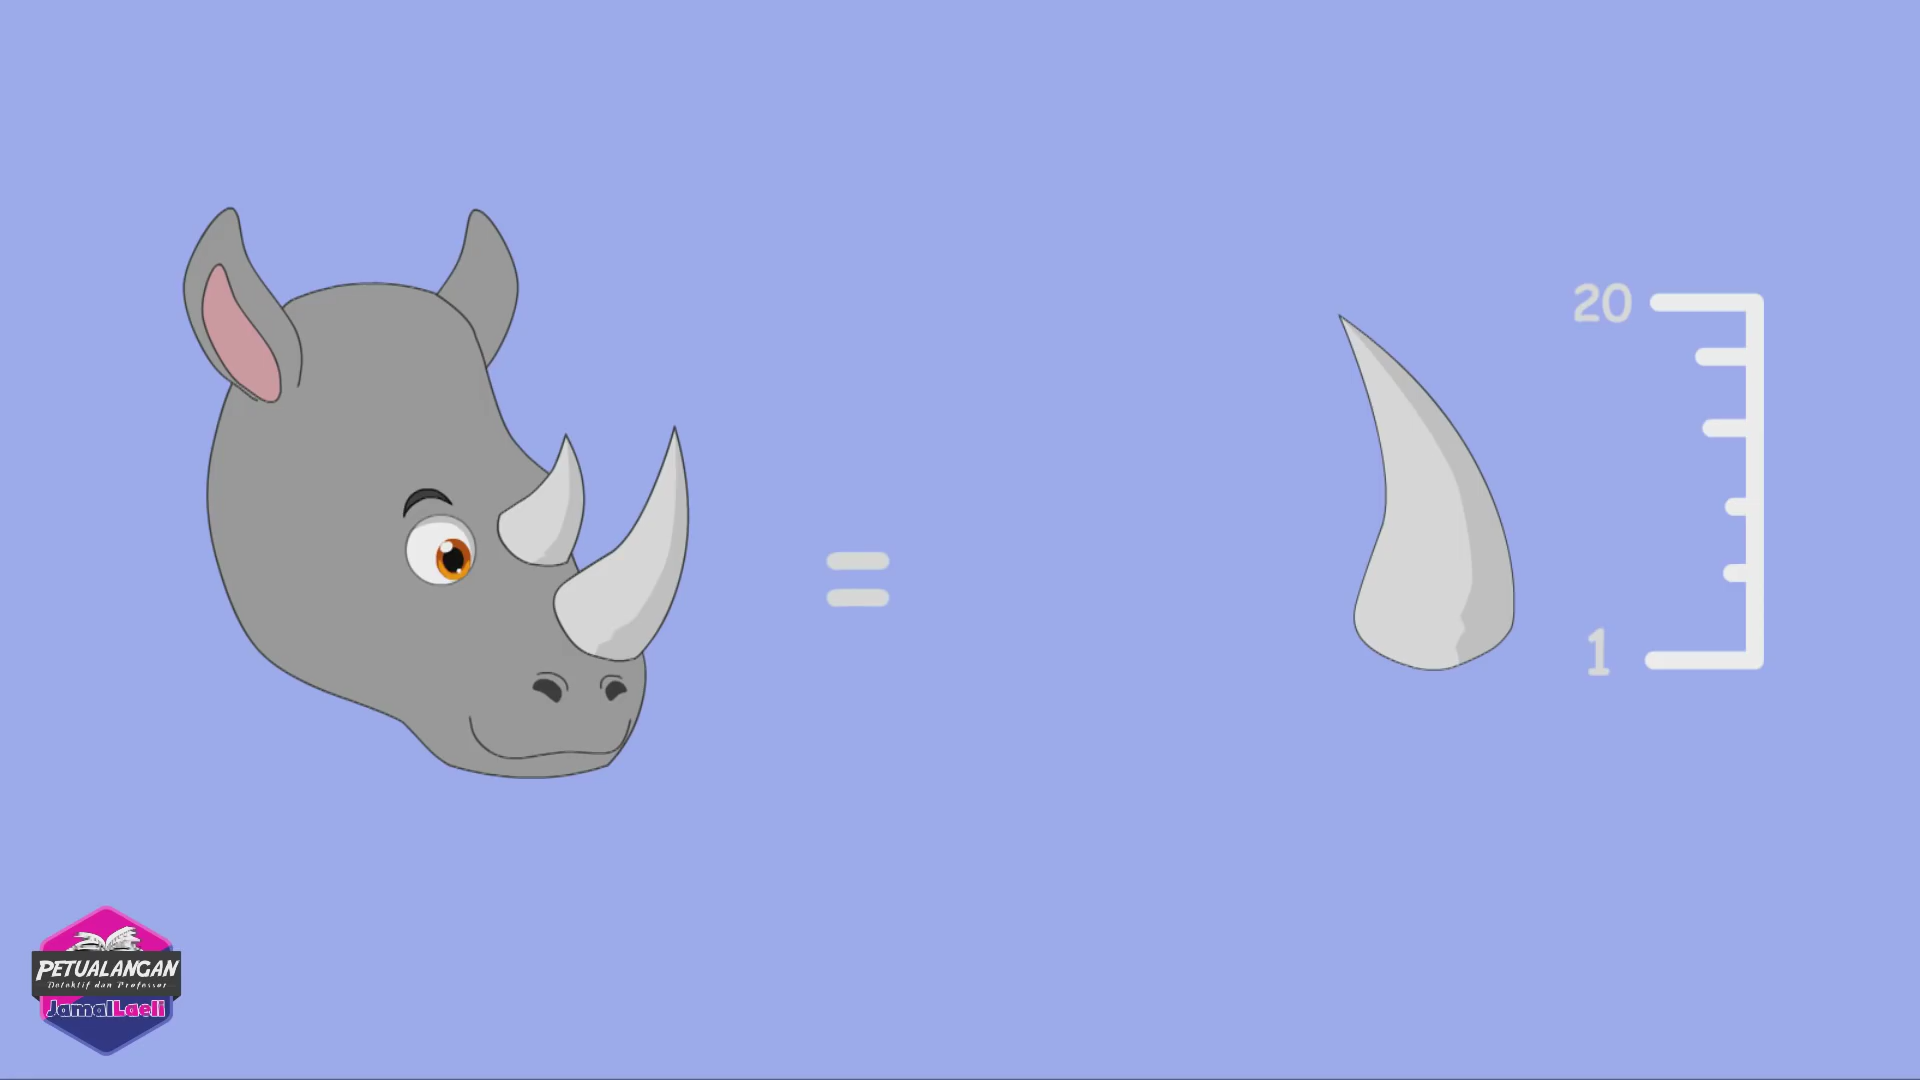 20
=
1
PETUALANGAN
Detektif dan Professor
JamalLaeli